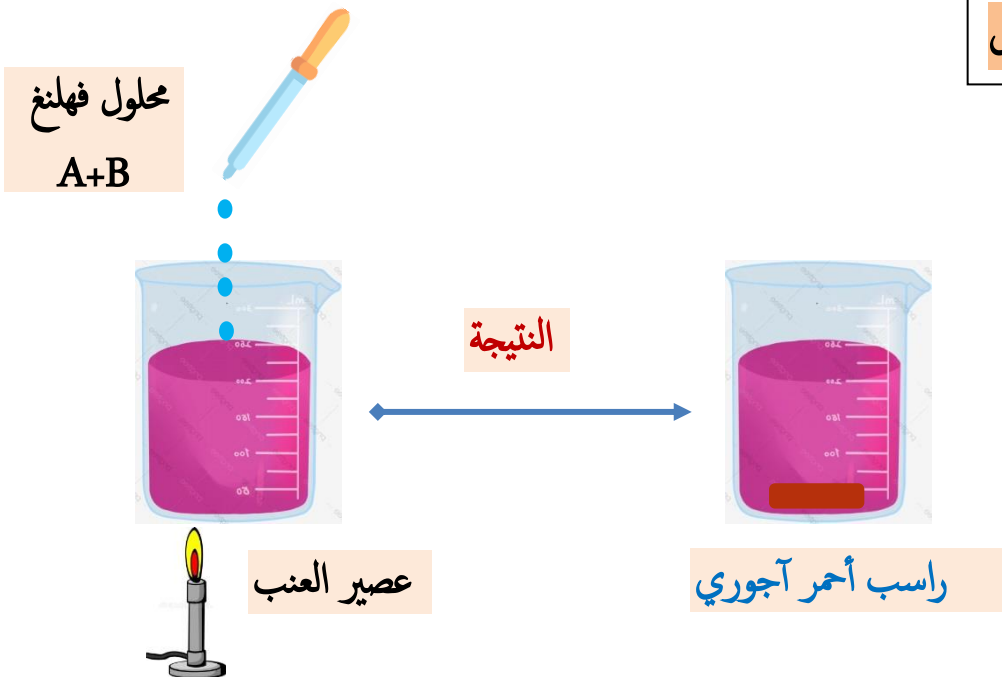 محلول فهلنغ
A+B
النتيجة
عصير العنب
راسب أحمر آجوري